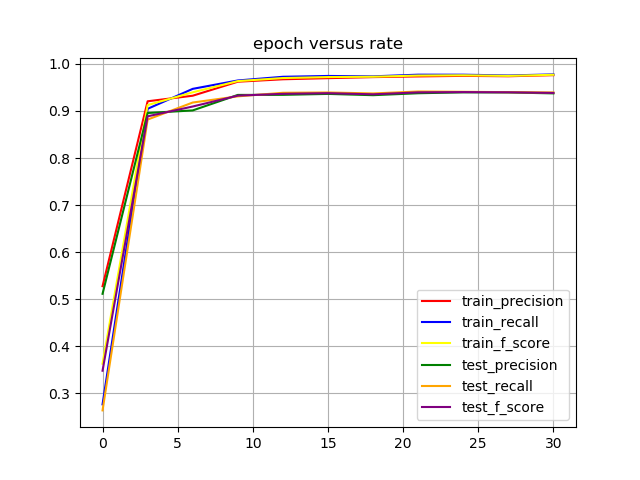 epoch versus rate
1.0
0.9
0.8
0.7
0.6
0.5
0.4
0.3
train_precision
train_recall
train_f_score
test_precision
test_recall
test_f_score
0 5 10 15 20 25 30